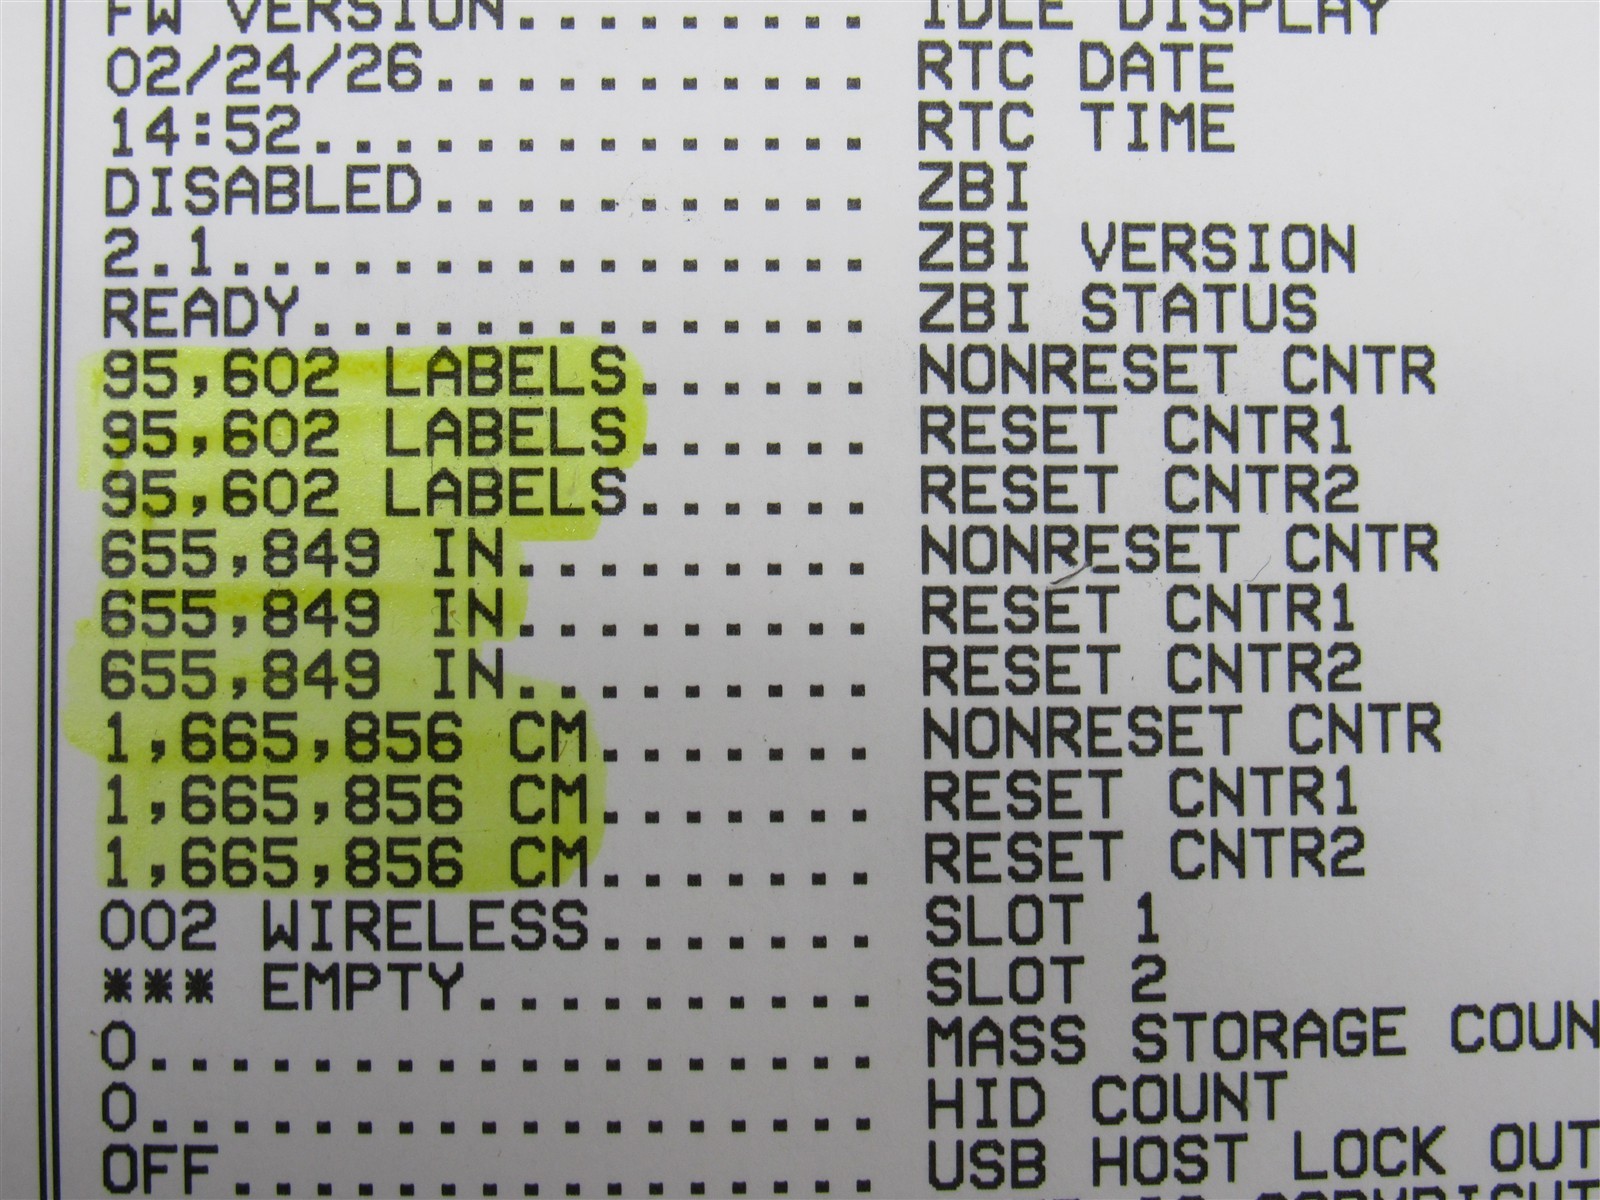 FW VERSION............. IDLE DISPLAY
02/24/26........... RTC DATE
14:52.............. RTC TIME
DISABLED........... ZBI
2.1................ ZBI VERSION
READY.............. ZBI STATUS
95,602 LABELS...... NONRESET CNTR
95,602 LABELS...... RESET CNTR1
95,602 LABELS...... RESET CNTR2
655,849 IN......... NONRESET CNTR
655,849 IN......... RESET CNTR1
655,849 IN......... RESET CNTR2
1,665,856 CM....... NONRESET CNTR
1,665,856 CM....... RESET CNTR1
1,665,856 CM....... RESET CNTR2
002 WIRELESS....... SLOT 1
*** EMPTY.......... SLOT 2
0.................. MASS STORAGE COUN
0.................. HID COUNT
OFF................ USB HOST LOCK OUT